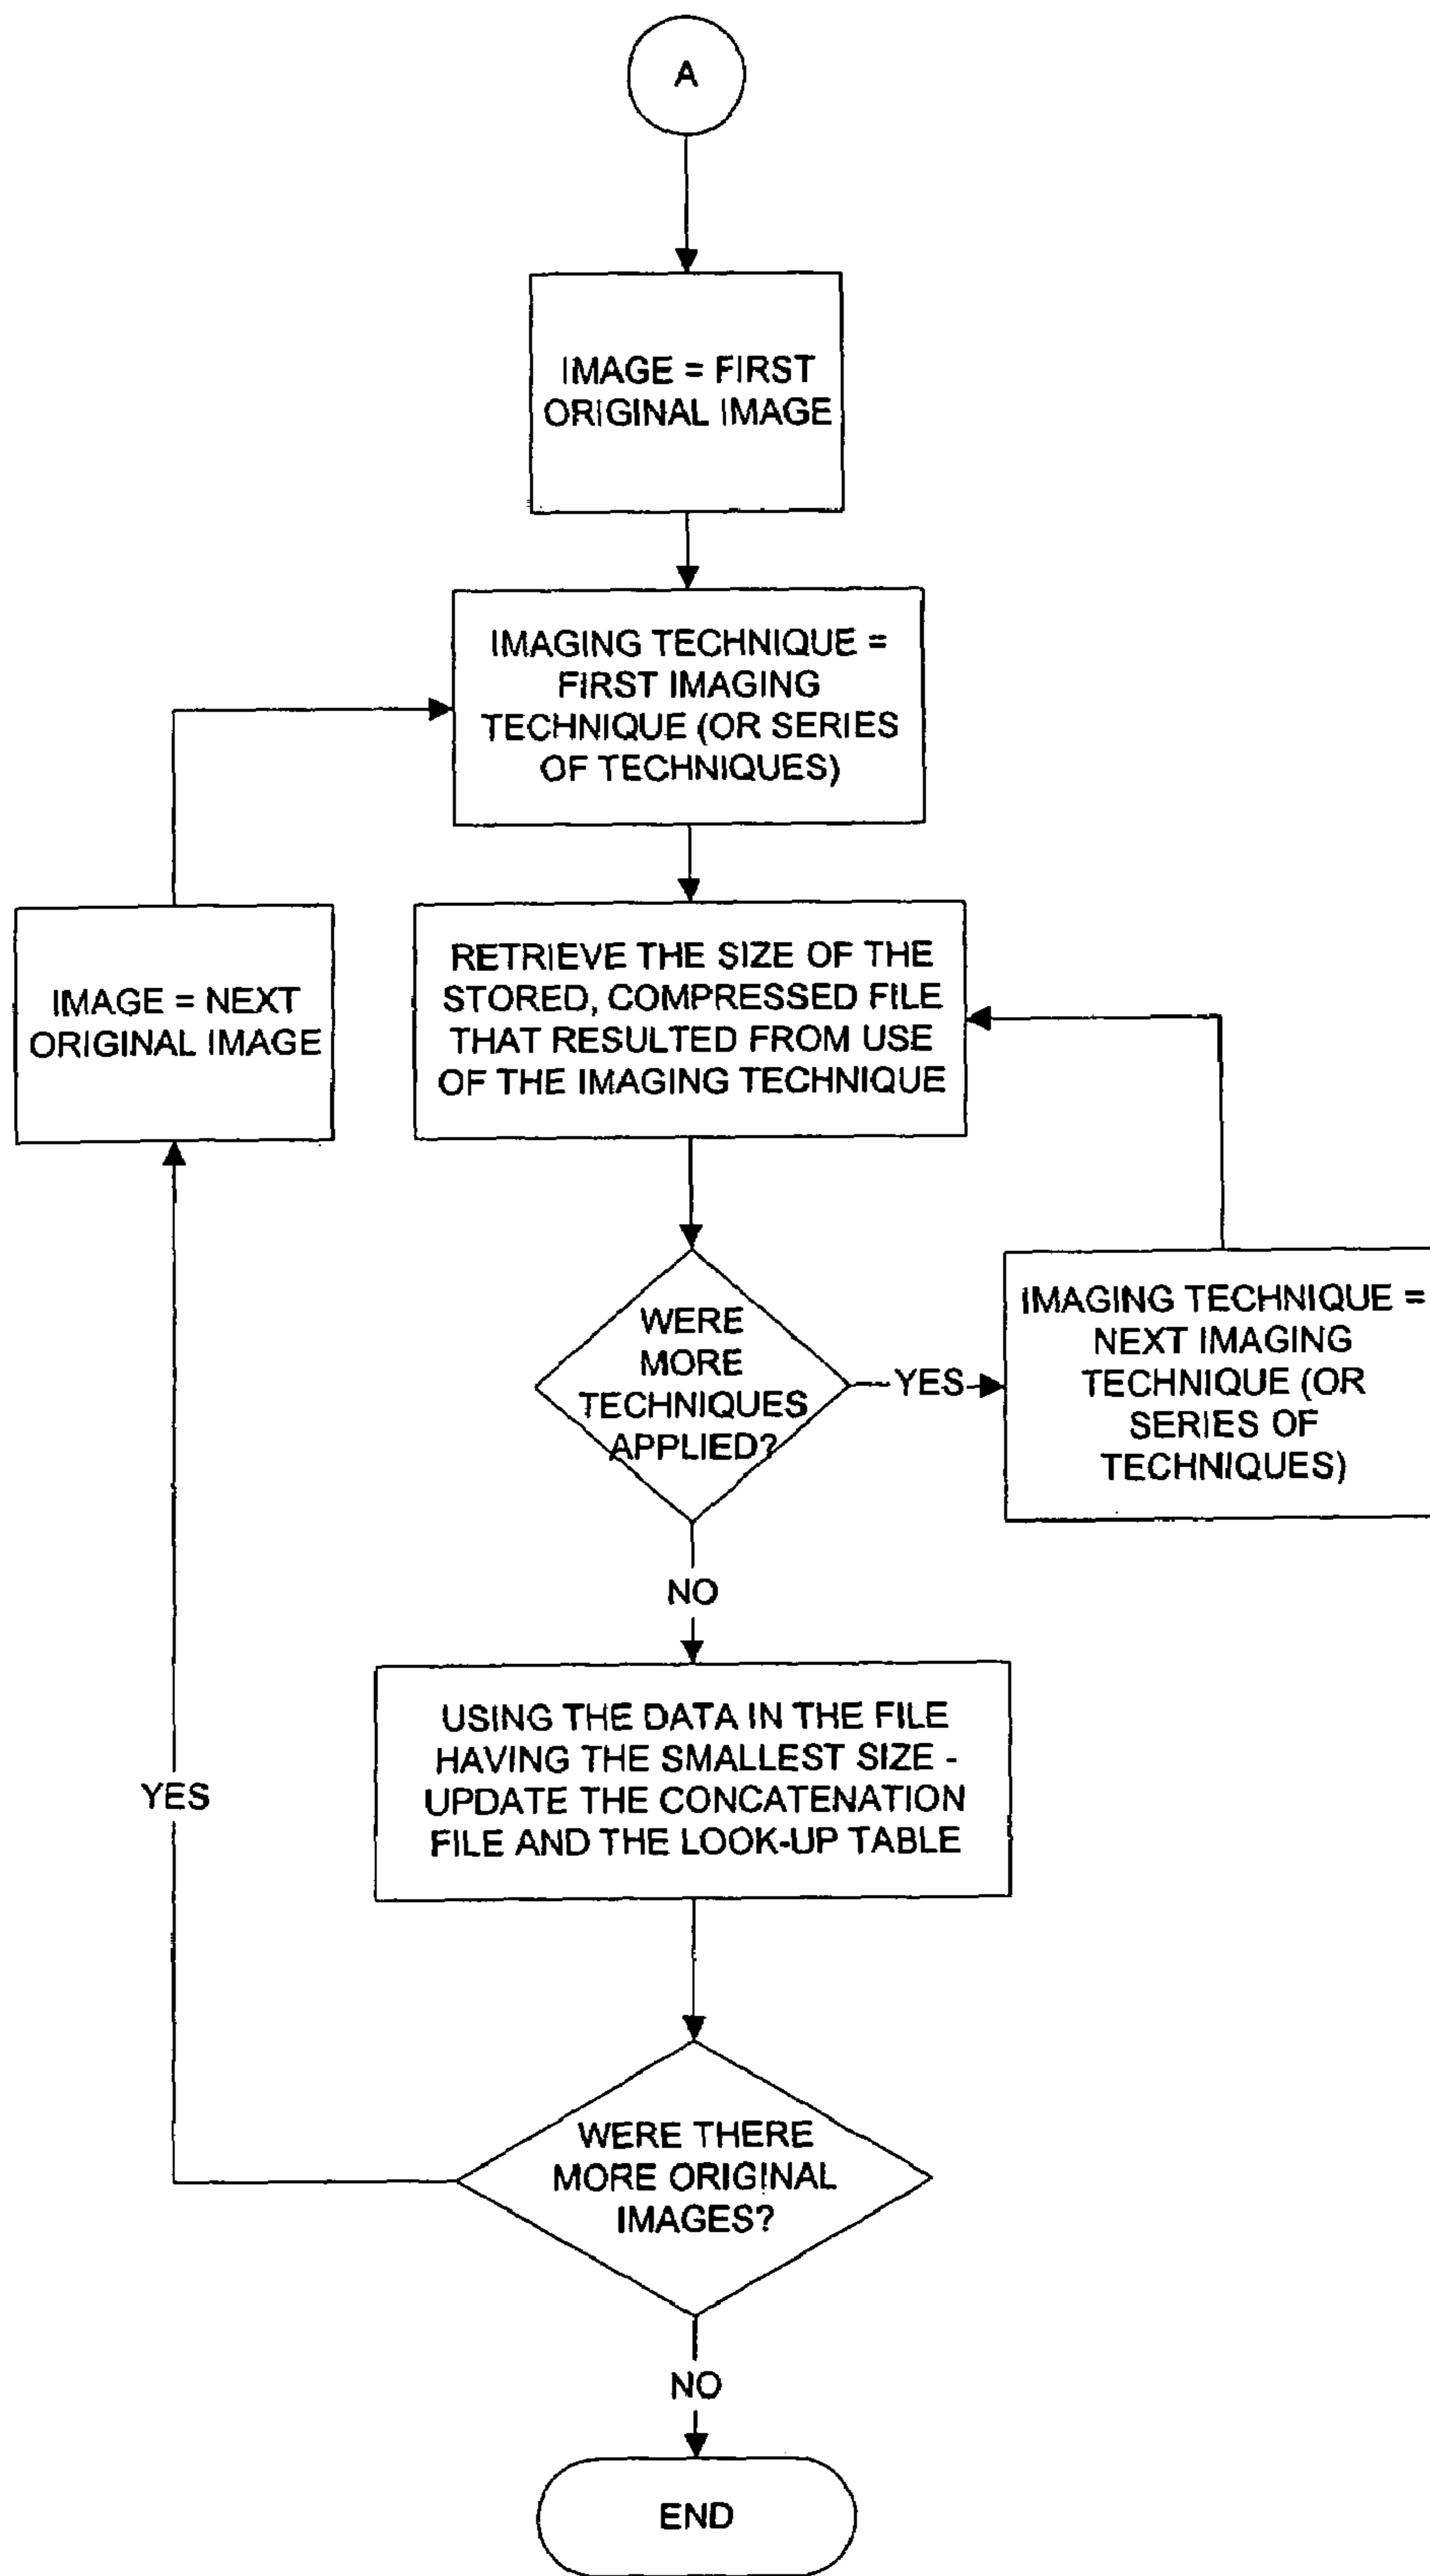 A
IMAGE = FIRST
ORIGINAL IMAGE
IMAGING TECHNIQUE =
FIRST IMAGING
TECHNIQUE (OR SERIES
OF TECHNIQUES)
IMAGE = NEXT
ORIGINAL IMAGE
RETRIEVE THE SIZE OF THE
STORED, COMPRESSED FILE
THAT RESULTED FROM USE
OF THE IMAGING TECHNIQUE
WERE
MORE
TECHNIQUES
APPLIED?
YES
IMAGING TECHNIQUE =
NEXT IMAGING
TECHNIQUE (OR
SERIES OF
TECHNIQUES)
NO
USING THE DATA IN THE FILE
HAVING THE SMALLEST SIZE -
UPDATE THE CONCATENATION
FILE AND THE LOOK-UP TABLE
YES
WERE THERE
MORE ORIGINAL
IMAGES?
NO
END